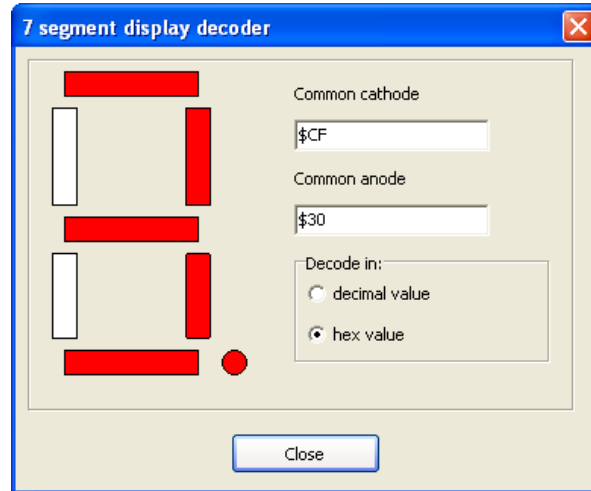 7 segment display decoder
Common cathode
$CF
Common anode
$30
Decode in:
decimal value
hex value
Close